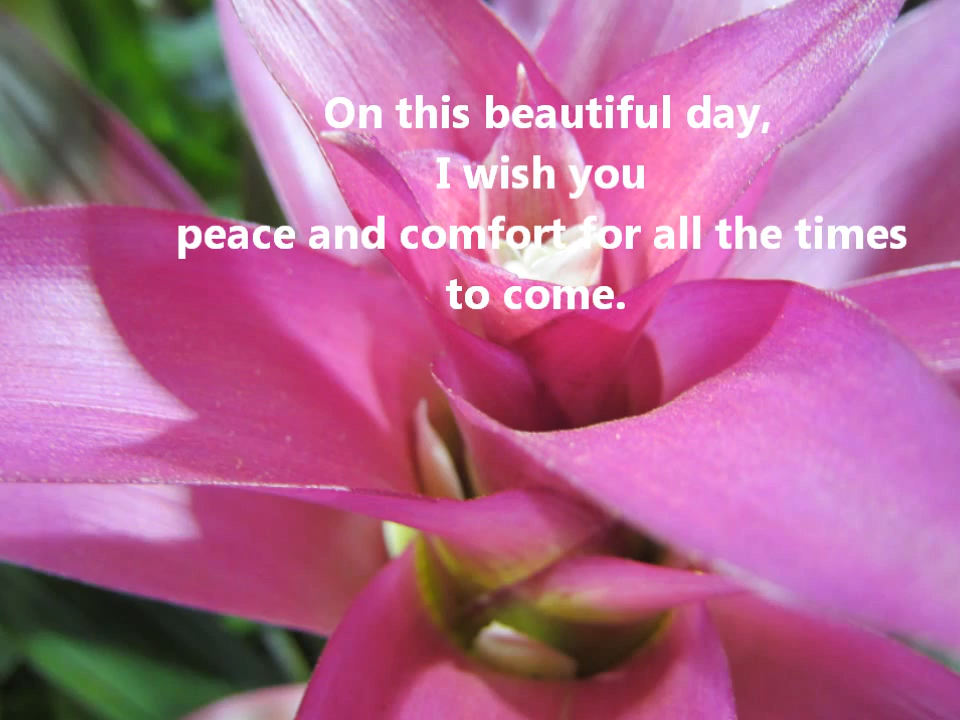 On this beautiful day,
I wish you
peace and comfort for all the times
to come.